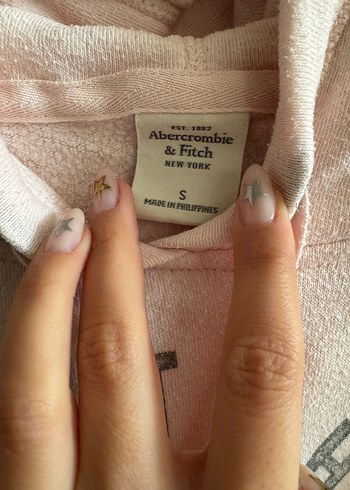 EST. 1892
Abercrombie
& Fitch
NEW YORK
S
MADE IN PHILIPPINES